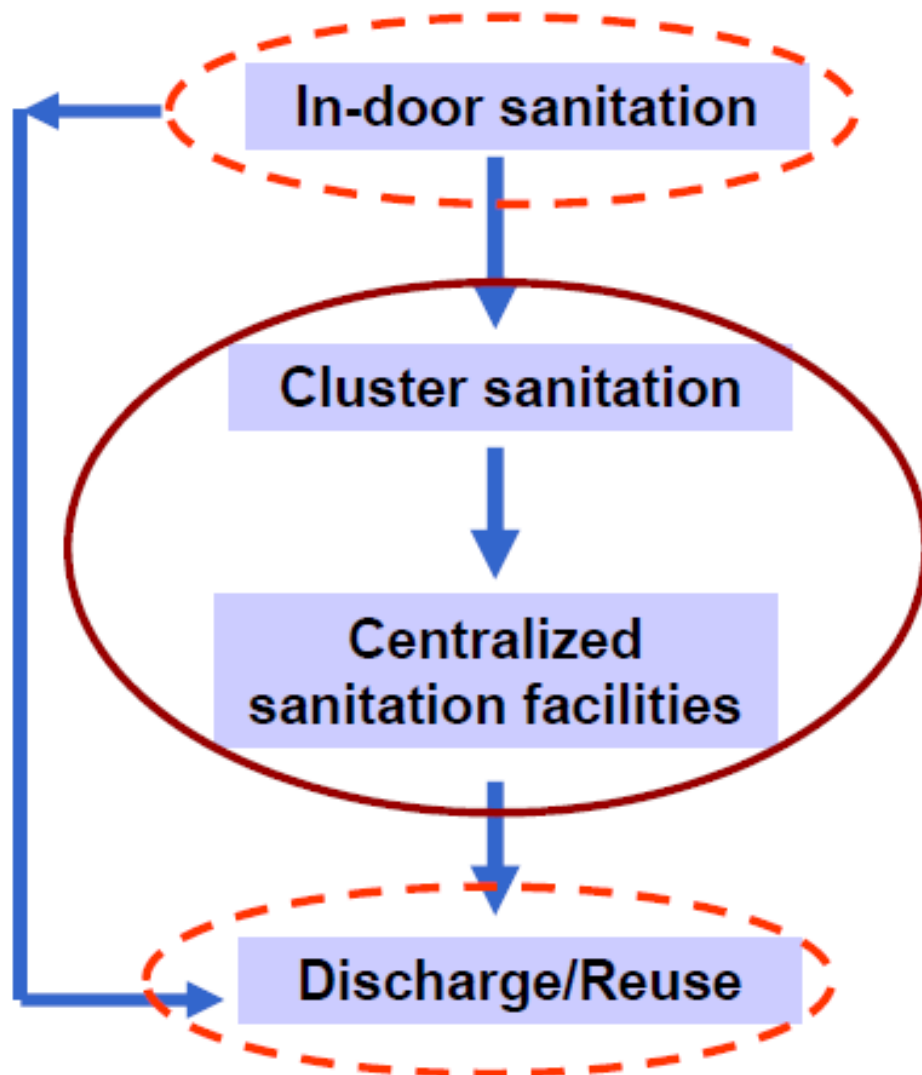 In-door sanitation
Cluster sanitation
Centralized
sanitation facilities
Discharge/Reuse